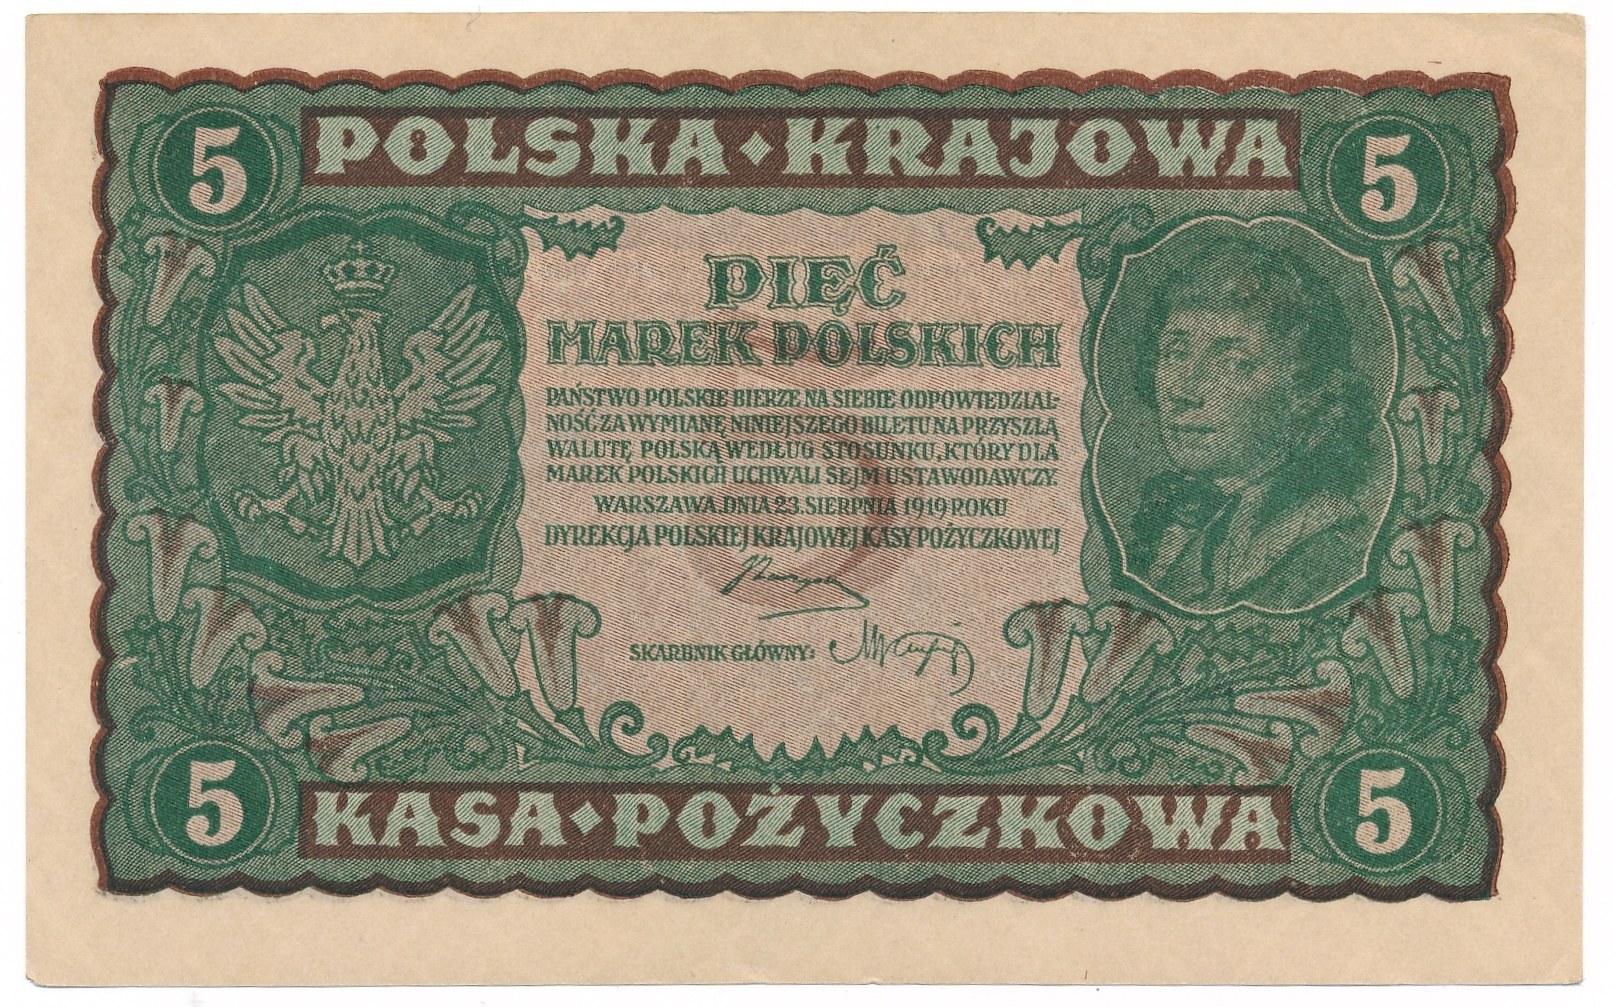 5 POLSKA·KRAJOWA 5
PIĘĆ
MAREK POLSKICH
PAŃSTWO POLSKIE BIERZE NA SIEBIE ODPOWIEDZIAL-
NOŚĆ ZA WYMIANĘ NINIEJSZEGO BILETU NA PRZYSZŁĄ
WALUTĘ POLSKĄ WEDŁUG STOSUNKU, KTÓRY DLA
MAREK POLSKICH UCHWALI SEJM USTAWODAWCZY.
WARSZAWA, DNIA 23. SIERPNIA 1919 ROKU
DYREKCJA POLSKIEJ KRAJOWEJ KASY POŻYCZKOWEJ
SKARBNIK GŁÓWNY:
5 KASA·POŻYCZKOWA 5